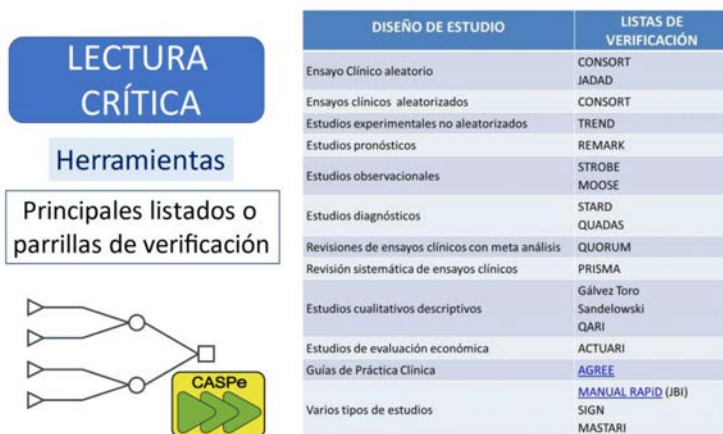 LECTURA
CRÍTICA
Herramientas
Principales listados o
parrillas de verificación
CASPe
DISEÑO DE ESTUDIO
LISTAS DE
VERIFICACIÓN
Ensayo Clínico aleatorio
CONSORT
JADAD
Ensayos clínicos aleatorizados
CONSORT
Estudios experimentales no aleatorizados
TREND
Estudios pronósticos
REMARK
Estudios observacionales
STROBE
MOOSE
Estudios diagnósticos
STARD
QUADAS
Revisiones de ensayos clínicos con meta análisis
QUORUM
Revisión sistemática de ensayos clínicos
PRISMA
Estudios cualitativos descriptivos
Gálvez Toro
Sandelowski
QARI
Estudios de evaluación económica
ACTUARI
Guías de Práctica Clínica
AGREE
Varios tipos de estudios
MANUAL RAPiD (JBI)
SIGN
MASTARI